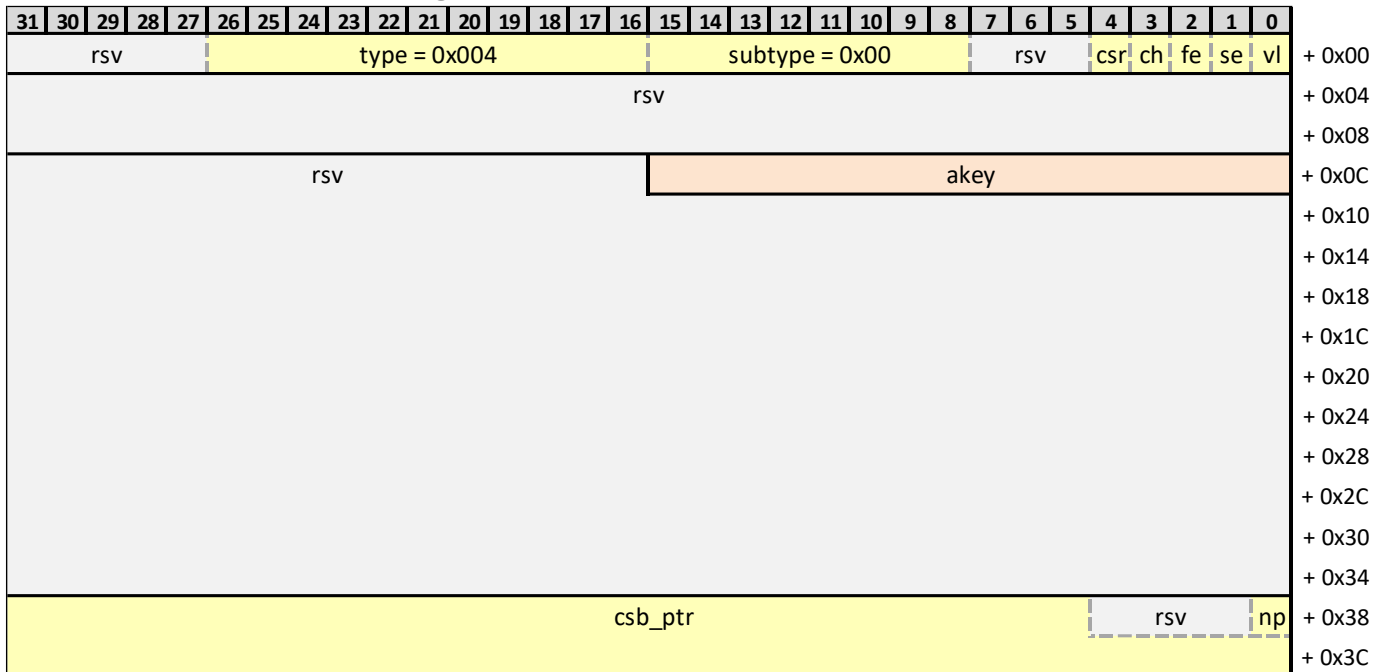 31 30 29 28 27 26 25 24 23 22 21 20 19 18 17 16 15 14 13 12 11 10 9 8 7 6 5 4 3 2 1 0
rsv type = 0x004 subtype = 0x00 rsv csr ch fe se vl + 0x00
rsv + 0x04
+ 0x08
rsv akey + 0x0C
+ 0x10
+ 0x14
+ 0x18
+ 0x1C
+ 0x20
+ 0x24
+ 0x28
+ 0x2C
+ 0x30
+ 0x34
csb_ptr rsv np + 0x38
+ 0x3C